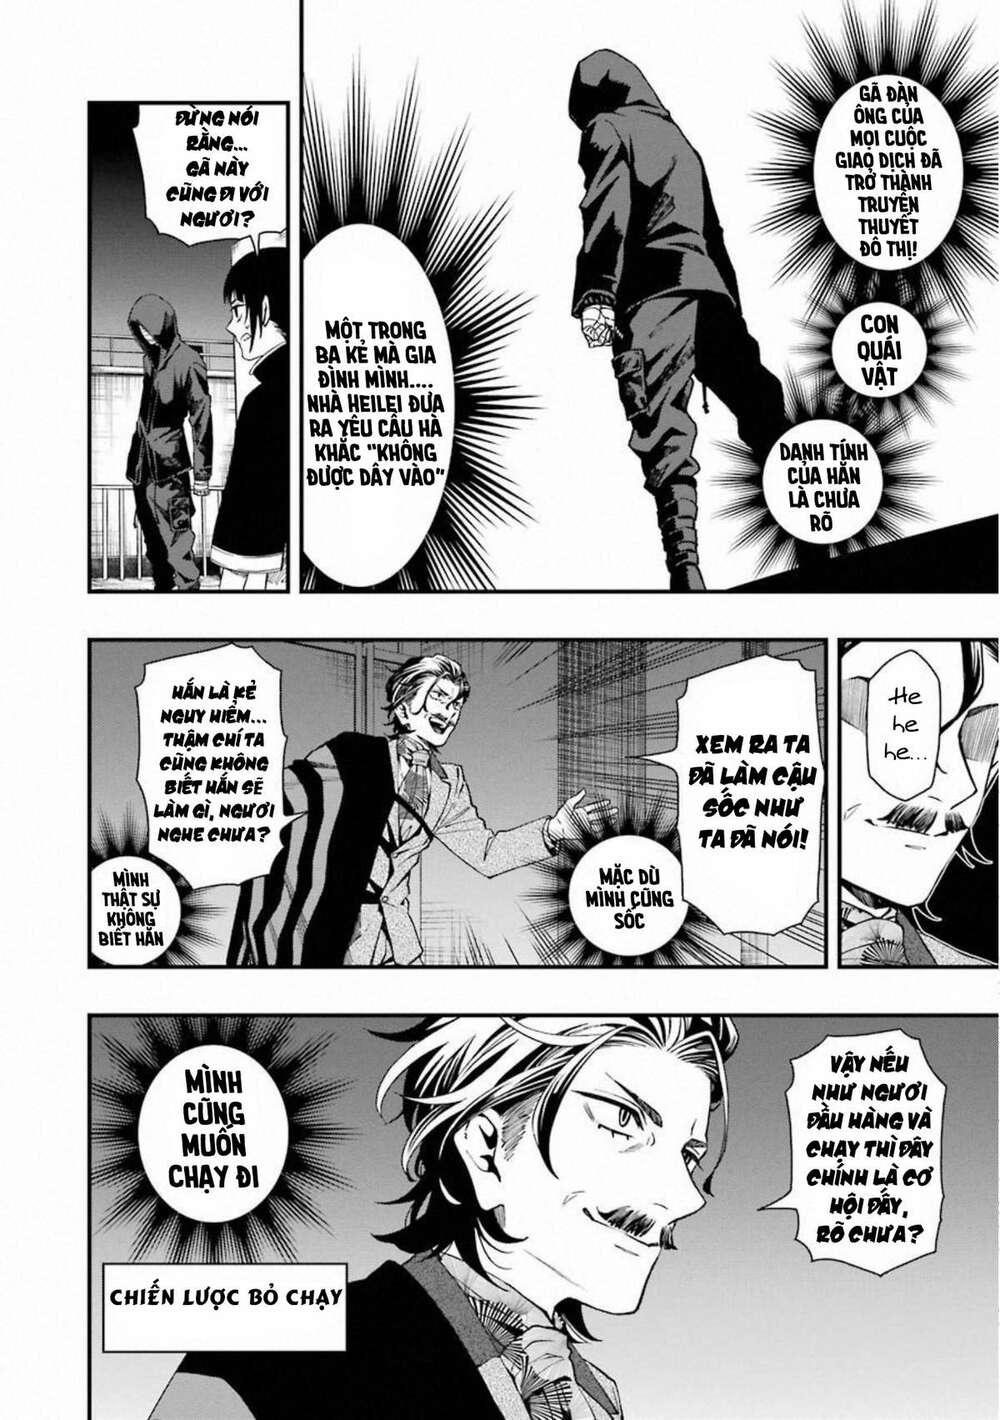 GÃ ĐÀN
ÔNG CỦA
MỌI CUỘC
GIAO DỊCH ĐÃ
TRỞ THÀNH
TRUYỀN
THUYẾT
ĐÔ THỊ!
CON
QUÁI
VẬT
DANH TÍNH
CỦA HẮN
LÀ CHƯA
RÕ
MỘT TRONG
BA KẺ MÀ GIA
ĐÌNH MÌNH....
NHÀ HEILEI ĐƯA
RA YÊU CẦU HÀ
KHẮC "KHÔNG
ĐƯỢC DÂY VÀO"
ĐỪNG NÓI
RẰNG...
GÃ NÀY
CŨNG ĐI VỚI
NGƯƠI?
He
he
he...
XEM RA TA
ĐÃ LÀM CẬU
SỐC NHƯ
TA ĐÃ NÓI!
MẶC DÙ
MÌNH CŨNG
SỐC
HẮN LÀ KẺ
NGUY HIỂM...
THẬM CHÍ TA
CŨNG KHÔNG
BIẾT HẮN SẼ
LÀM GÌ, NGƯƠI
NGHE CHƯA?
MÌNH
THẬT SỰ
KHÔNG
BIẾT HẮN
VẬY NẾU
NHƯ NGƯƠI
ĐẦU HÀNG VÀ
CHẠY THÌ ĐÂY
CHÍNH LÀ CƠ
HỘI ĐẤY,
RÕ CHƯA?
MÌNH
CŨNG
MUỐN
CHẠY ĐI
CHIẾN LƯỢC BỎ CHẠY